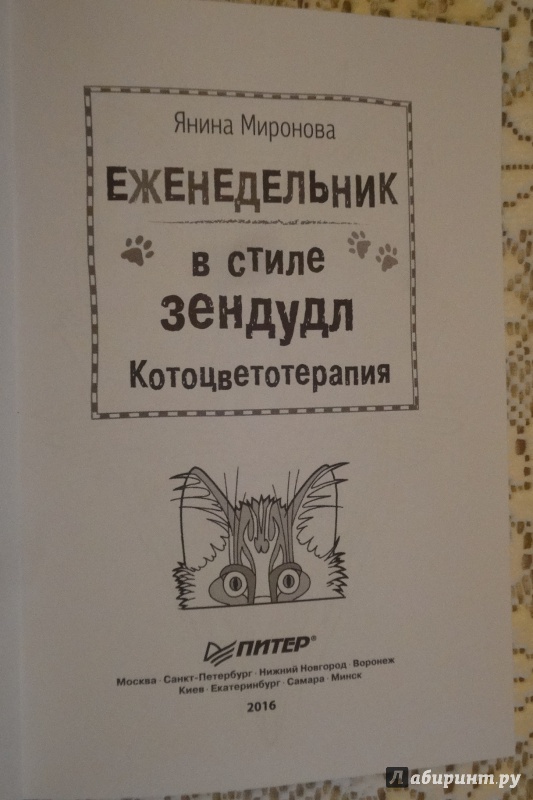 Янина Миронова
ЕЖЕНЕДЕЛЬНИК
в стиле
зендудл
Котоцветотерапия
ПИТЕР®
Москва · Санкт-Петербург · Нижний Новгород · Воронеж
Киев · Екатеринбург · Самара · Минск
2016
Лабиринт.ру